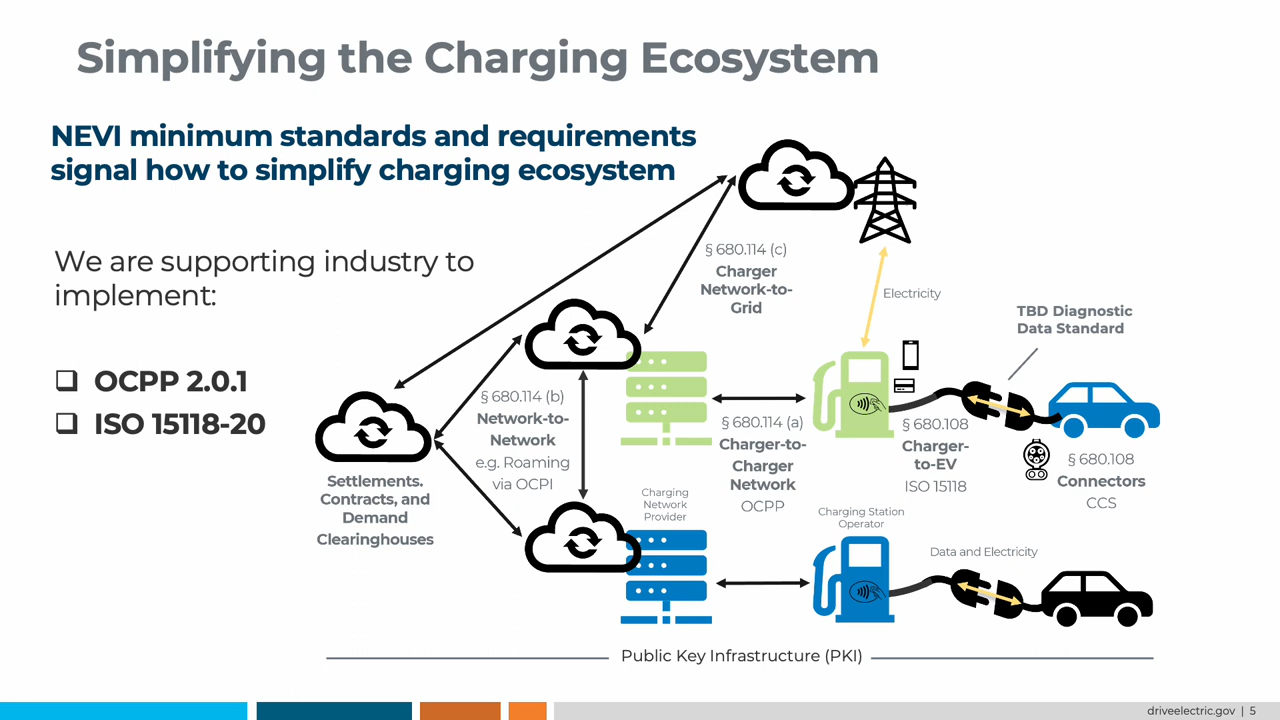 Simplifying the Charging Ecosystem
NEVI minimum standards and requirements
signal how to simplify charging ecosystem
We are supporting industry to
implement:
❑ OCPP 2.0.1
❑ ISO 15118-20
§ 680.114 (c)
Charger
Network-to-
Grid
Electricity
TBD Diagnostic
Data Standard
§ 680.114 (b)
Network-to-
Network
e.g. Roaming
via OCPI
§ 680.114 (a)
Charger-to-
Charger
Network
OCPP
§ 680.108
Charger-
to-EV
ISO 15118
§ 680.108
Connectors
CCS
Settlements.
Contracts, and
Demand
Clearinghouses
Charging
Network
Provider
Charging Station
Operator
Data and Electricity
Public Key Infrastructure (PKI)
driveelectric.gov | 5